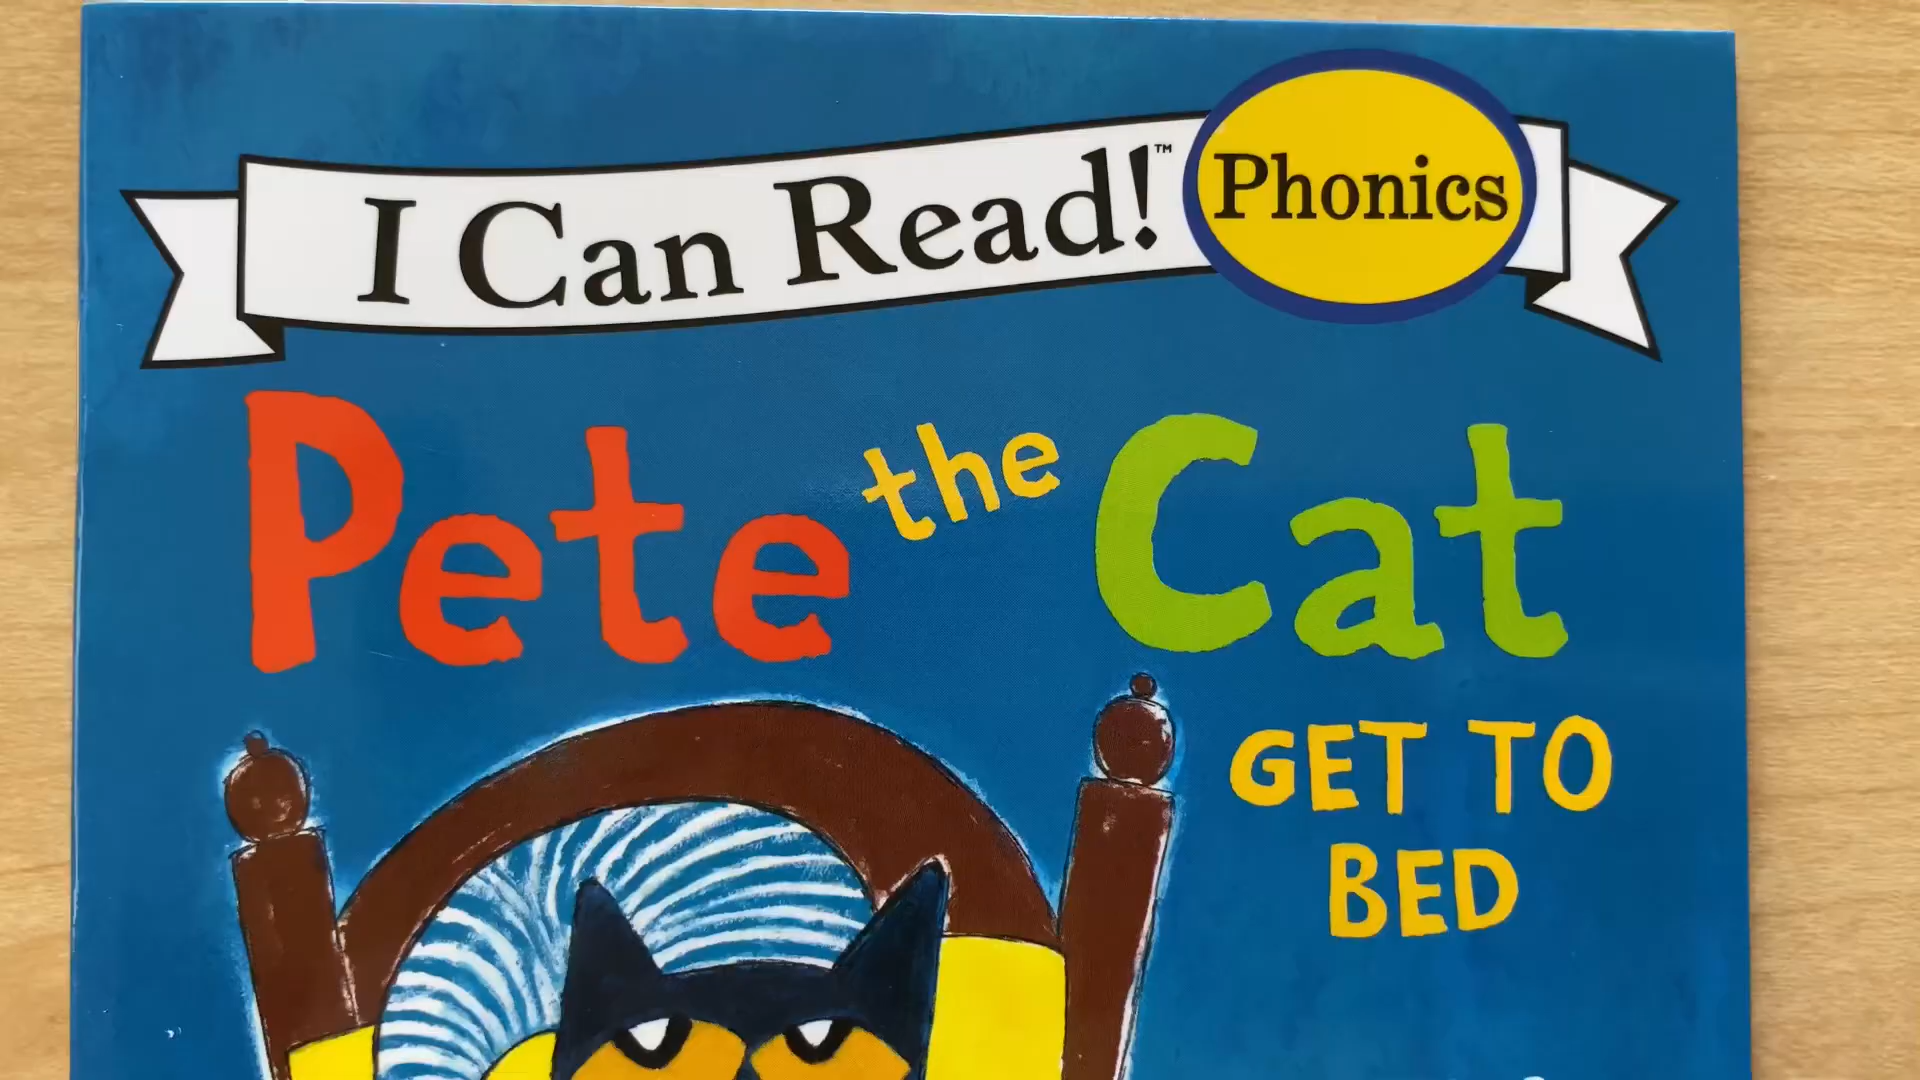 I Can Read!™ Phonics
Pete the Cat
GET TO
BED